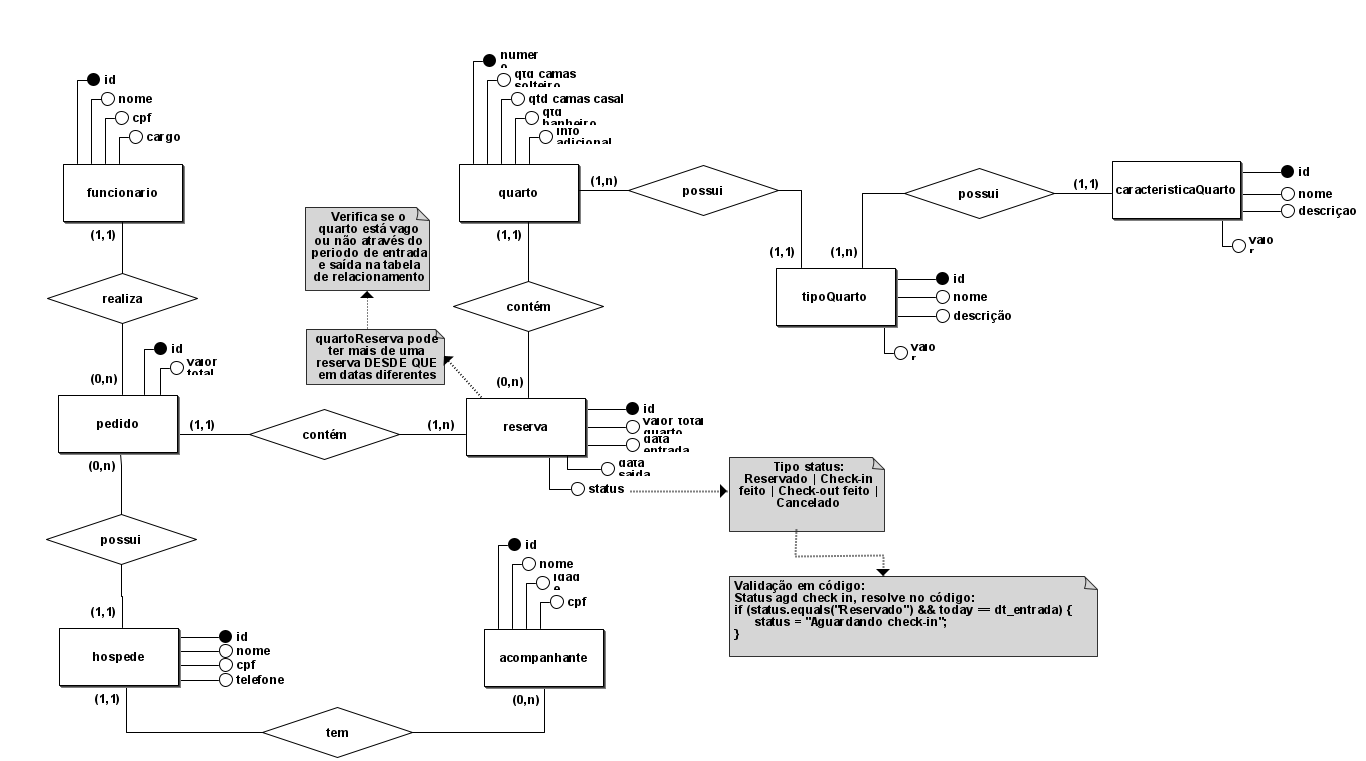 id
nome
cpf
cargo
funcionario
(1,1)
realiza
(0,n)
id
valor
total
pedido
(1,1)
contém
(1,n)
(0,n)
possui
(1,1)
hospede
id
nome
cpf
telefone
(1,1)
tem
(0,n)
acompanhante
id
nome
idad
e
cpf
numer
o
qtd camas
solteiro
qtd camas casal
qtd
banheiro
info
adicional
quarto
(1,n)
possui
(1,1)
(1,1)
contém
(0,n)
Verifica se o
quarto está vago
ou não através do
periodo de entrada
e saída na tabela
de relacionamento
quartoReserva pode
ter mais de uma
reserva DESDE QUE
em datas diferentes
reserva
id
valor total
quarto
data
entrada
data
saida
status
Tipo status:
Reservado | Check-in
feito | Check-out feito |
Cancelado
Validação em código:
Status agd check in, resolve no código:
if (status.equals("Reservado") && today == dt_entrada) {
status = "Aguardando check-in";
}
tipoQuarto
id
nome
descrição
valo
r
(1,n)
possui
(1,1)
caracteristicaQuarto
id
nome
descriçao
valo
r